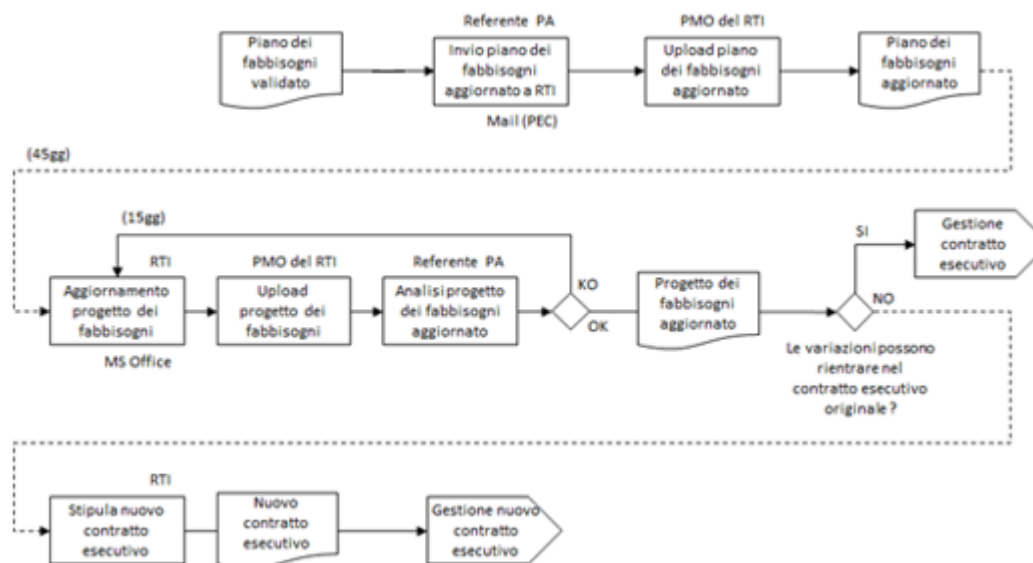 Referente PA
PMO del RTI
Piano dei
fabbisogni
validato
Invio piano dei
fabbisogni
aggiornato a RTI
Upload piano
dei fabbisogni
aggiornato
Piano dei
fabbisogni
aggiornato
Mail (PEC)
(45gg)
(15gg)
SI
Gestione
contratto
esecutivo
RTI
PMO del RTI
Referente PA
Aggiornamento
progetto dei
fabbisogni
Upload
progetto dei
fabbisogni
Analisi progetto
dei fabbisogni
aggiornato
KO
OK
Progetto dei
fabbisogni
aggiornato
NO
MS Office
Le variazioni possono
rientrare nel
contratto esecutivo
originale ?
RTI
Stipula nuovo
contratto
esecutivo
Nuovo
contratto
esecutivo
Gestione nuovo
contratto
esecutivo